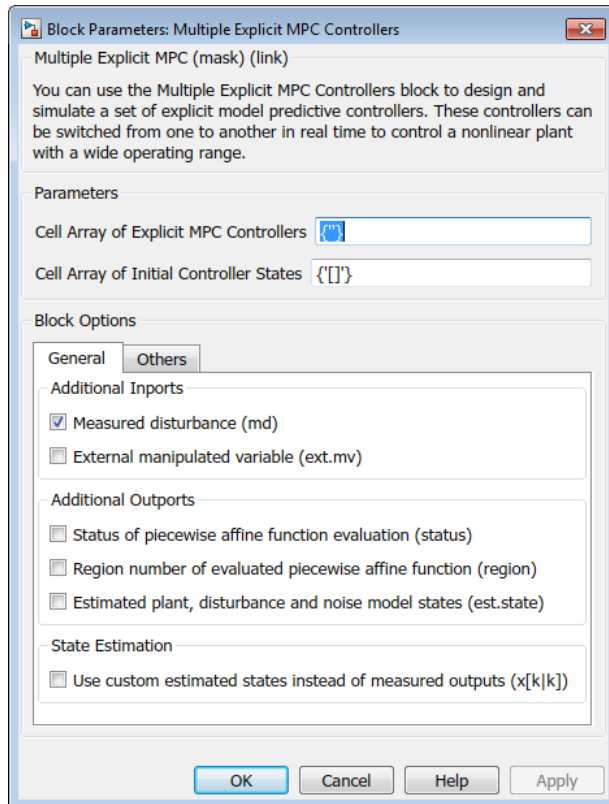 Block Parameters: Multiple Explicit MPC Controllers
Multiple Explicit MPC (mask) (link)
You can use the Multiple Explicit MPC Controllers block to design and
simulate a set of explicit model predictive controllers. These controllers can
be switched from one to another in real time to control a nonlinear plant
with a wide operating range.
Parameters
Cell Array of Explicit MPC Controllers {''}
Cell Array of Initial Controller States {'[]'}
Block Options
General Others
Additional Inports
Measured disturbance (md)
External manipulated variable (ext.mv)
Additional Outports
Status of piecewise affine function evaluation (status)
Region number of evaluated piecewise affine function (region)
Estimated plant, disturbance and noise model states (est.state)
State Estimation
Use custom estimated states instead of measured outputs (x[k|k])
OK Cancel Help Apply